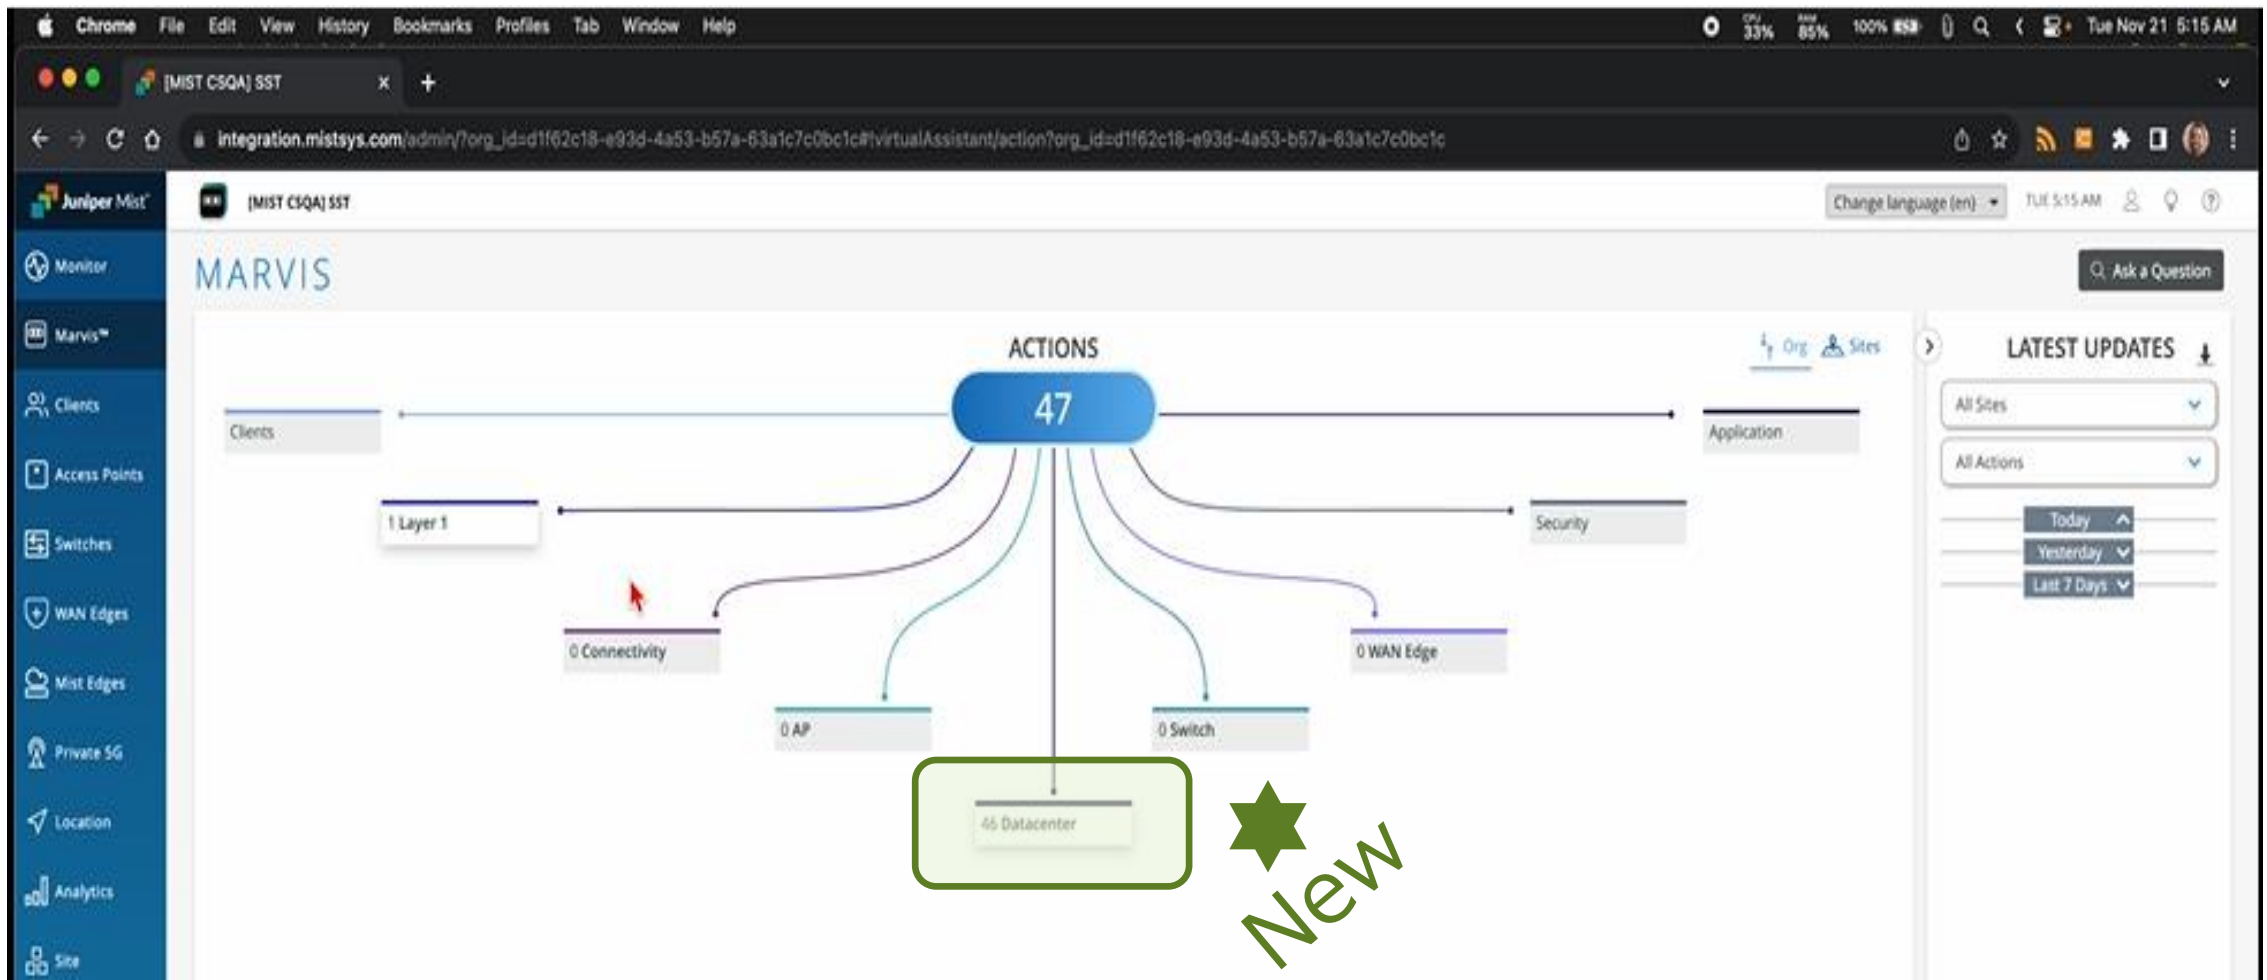 Chrome File Edit View History Bookmarks Profiles Tab Window Help
CPU 33% 85% 100% Tue Nov 21 5:15 AM
[MIST CSQA] SST
integration.mistsys.com/admin/?org_id=d1f62c18-e93d-4a53-b57a-63a1c7c0bc1c#!virtualAssistant/action?org_id=d1f62c18-e93d-4a53-b57a-63a1c7c0bc1c
Juniper Mist
[MIST CSQA] SST
Change language (en)
TUE 5:15 AM
Monitor
Marvis™
Clients
Access Points
Switches
WAN Edges
Mist Edges
Private 5G
Location
Analytics
Site
MARVIS
Ask a Question
ACTIONS
47
Org Sites
Clients
Application
1 Layer 1
Security
0 Connectivity
0 WAN Edge
0 AP
0 Switch
46 Datacenter
New
LATEST UPDATES
All Sites
All Actions
Today
Yesterday
Last 7 Days